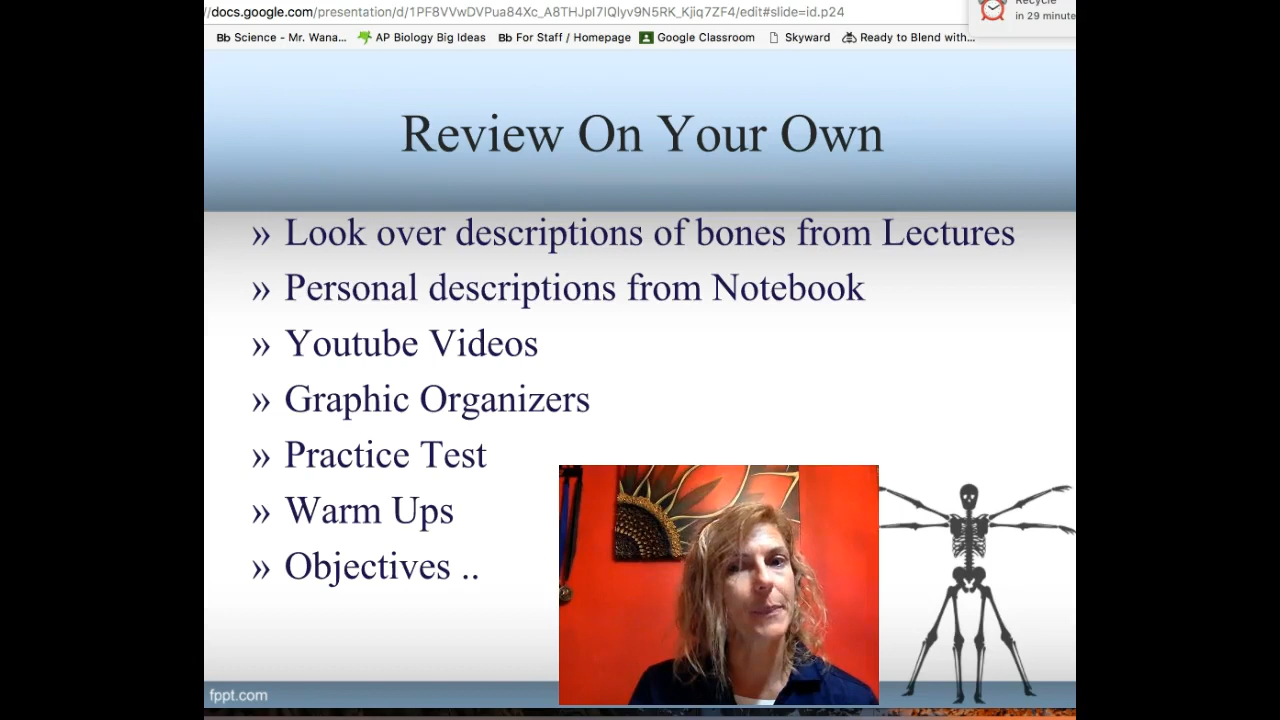 //docs.google.com/presentation/d/1PF8VVwDVPua84Xc_A8THJpI7IQlyv9N5RK_Kjiq7ZF4/edit#slide=id.p24
Recycle
in 29 minute
Bb Science - Mr. Wana... AP Biology Big Ideas Bb For Staff / Homepage Google Classroom Skyward Ready to Blend with...
Review On Your Own
» Look over descriptions of bones from Lectures
» Personal descriptions from Notebook
» Youtube Videos
» Graphic Organizers
» Practice Test
» Warm Ups
» Objectives ..
fppt.com